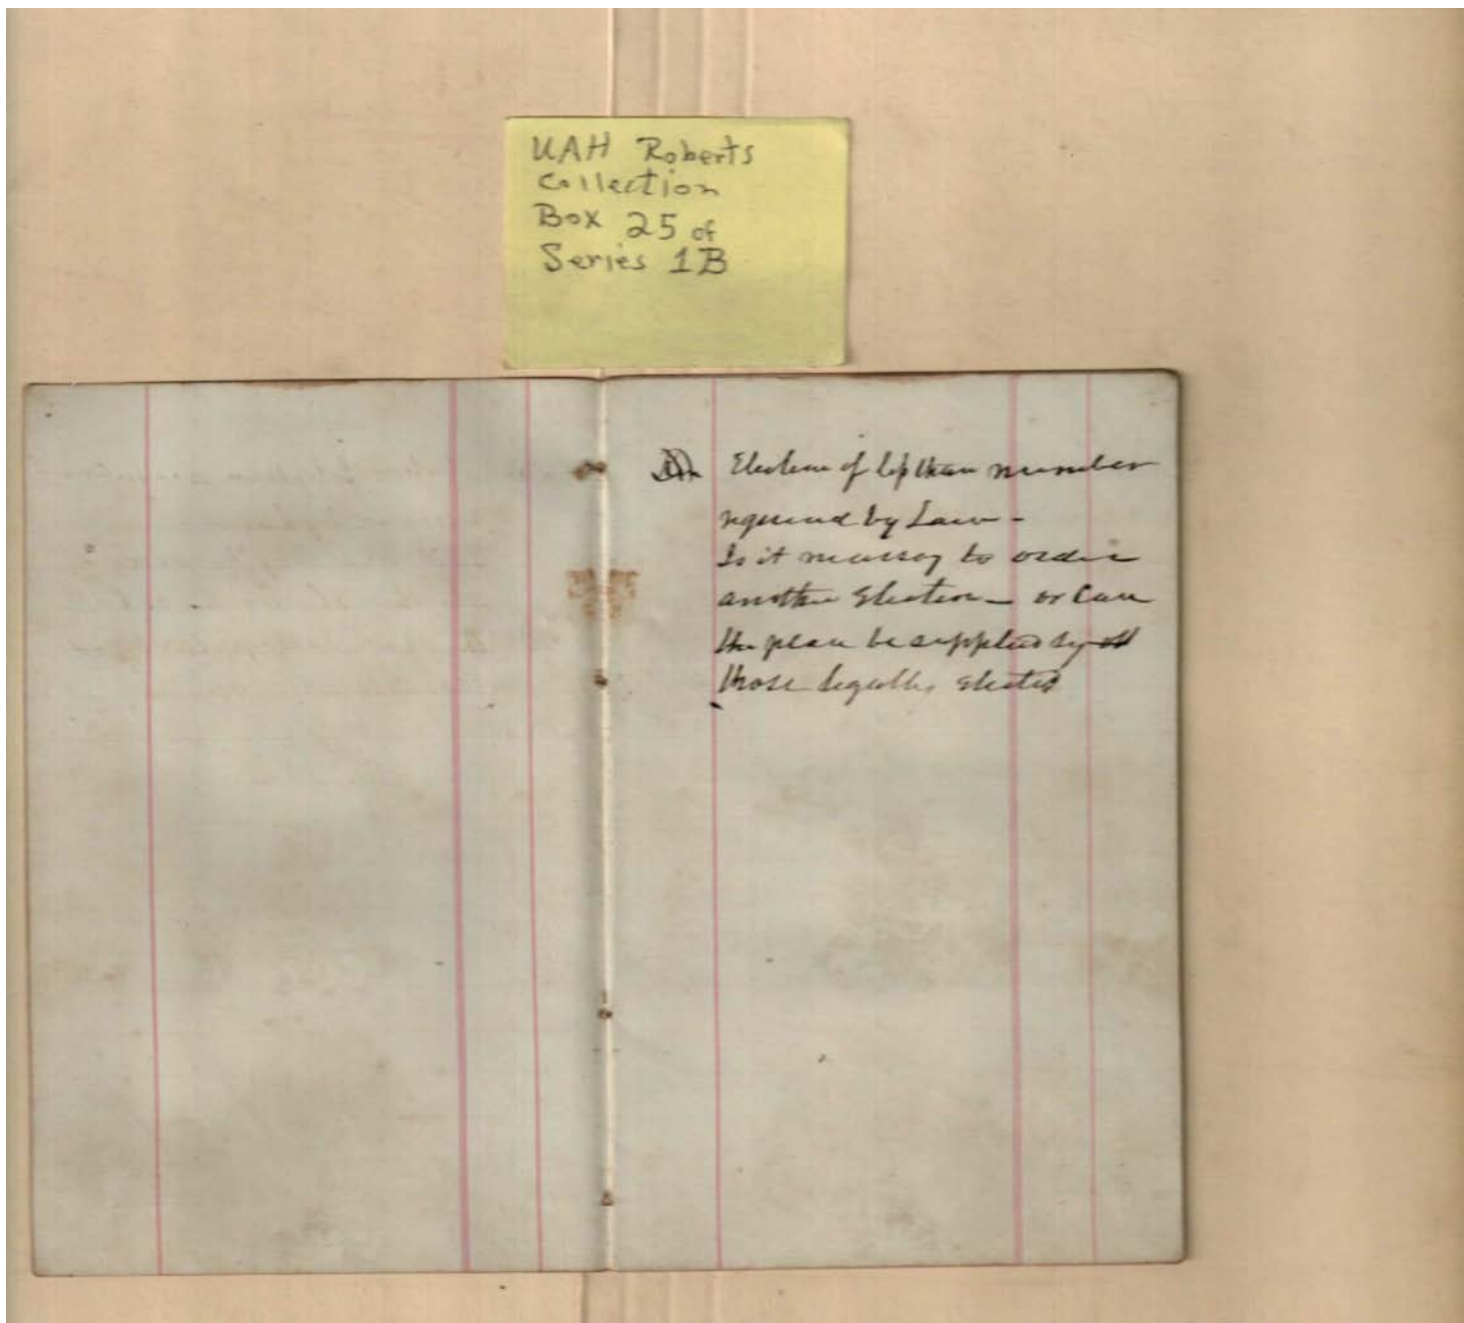 UAH Roberts
Collection
Box 25 of
Series 1B
Election of less than number
required by Law -
Is it necessary to order
another Election - or Can
the place be supplied by
those legally elected